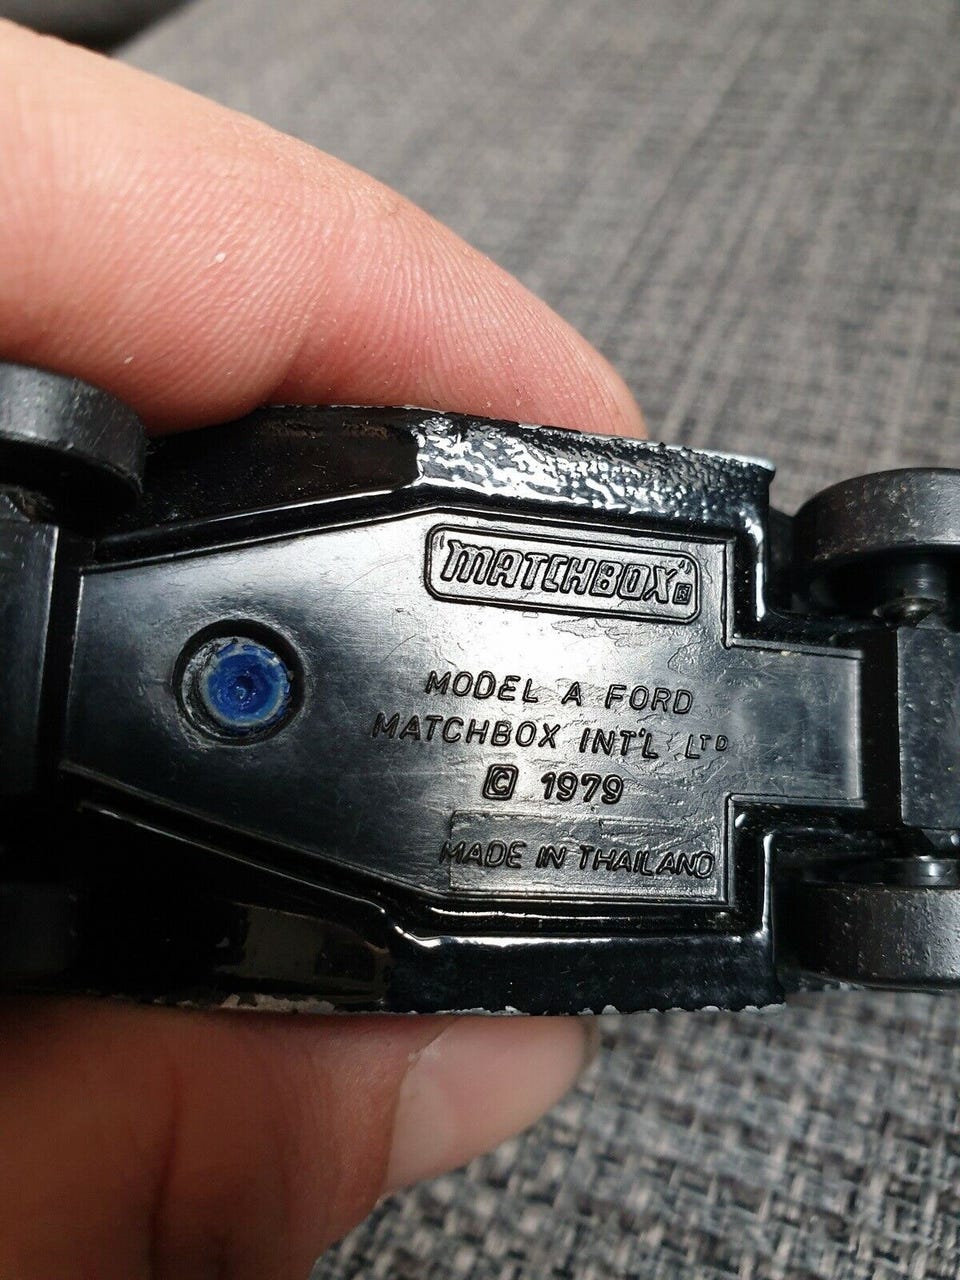 "MATCHBOX"®
MODEL A FORD
MATCHBOX INT'L LTD
© 1979
MADE IN THAILAND